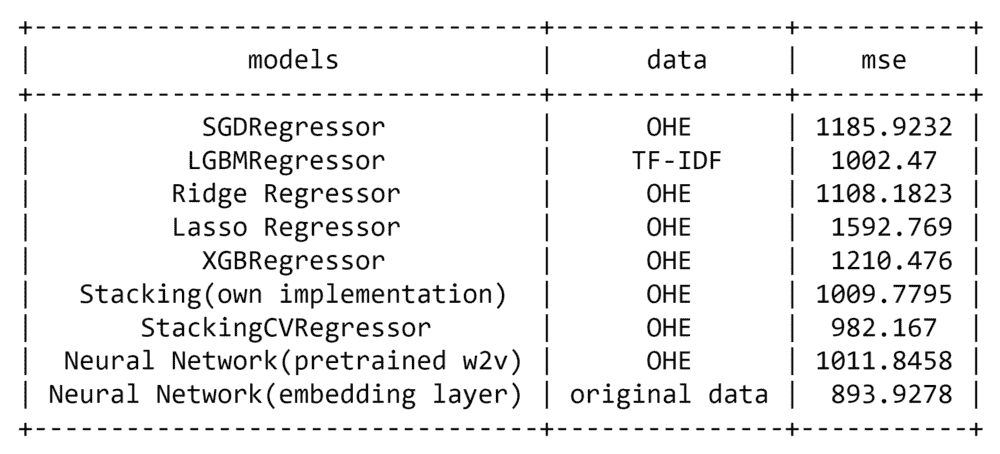 +----------------------------------+----------------+------------+
| models | data | mse |
+----------------------------------+----------------+------------+
| SGDRegressor | OHE | 1185.9232 |
| LGBMRegressor | TF-IDF | 1002.47 |
| Ridge Regressor | OHE | 1108.1823 |
| Lasso Regressor | OHE | 1592.769 |
| XGBRegressor | OHE | 1210.476 |
| Stacking(own implementation) | OHE | 1009.7795 |
| StackingCVRegressor | OHE | 982.167 |
| Neural Network(pretrained w2v) | OHE | 1011.8458 |
| Neural Network(embedding layer) | original data | 893.9278 |
+----------------------------------+----------------+------------+